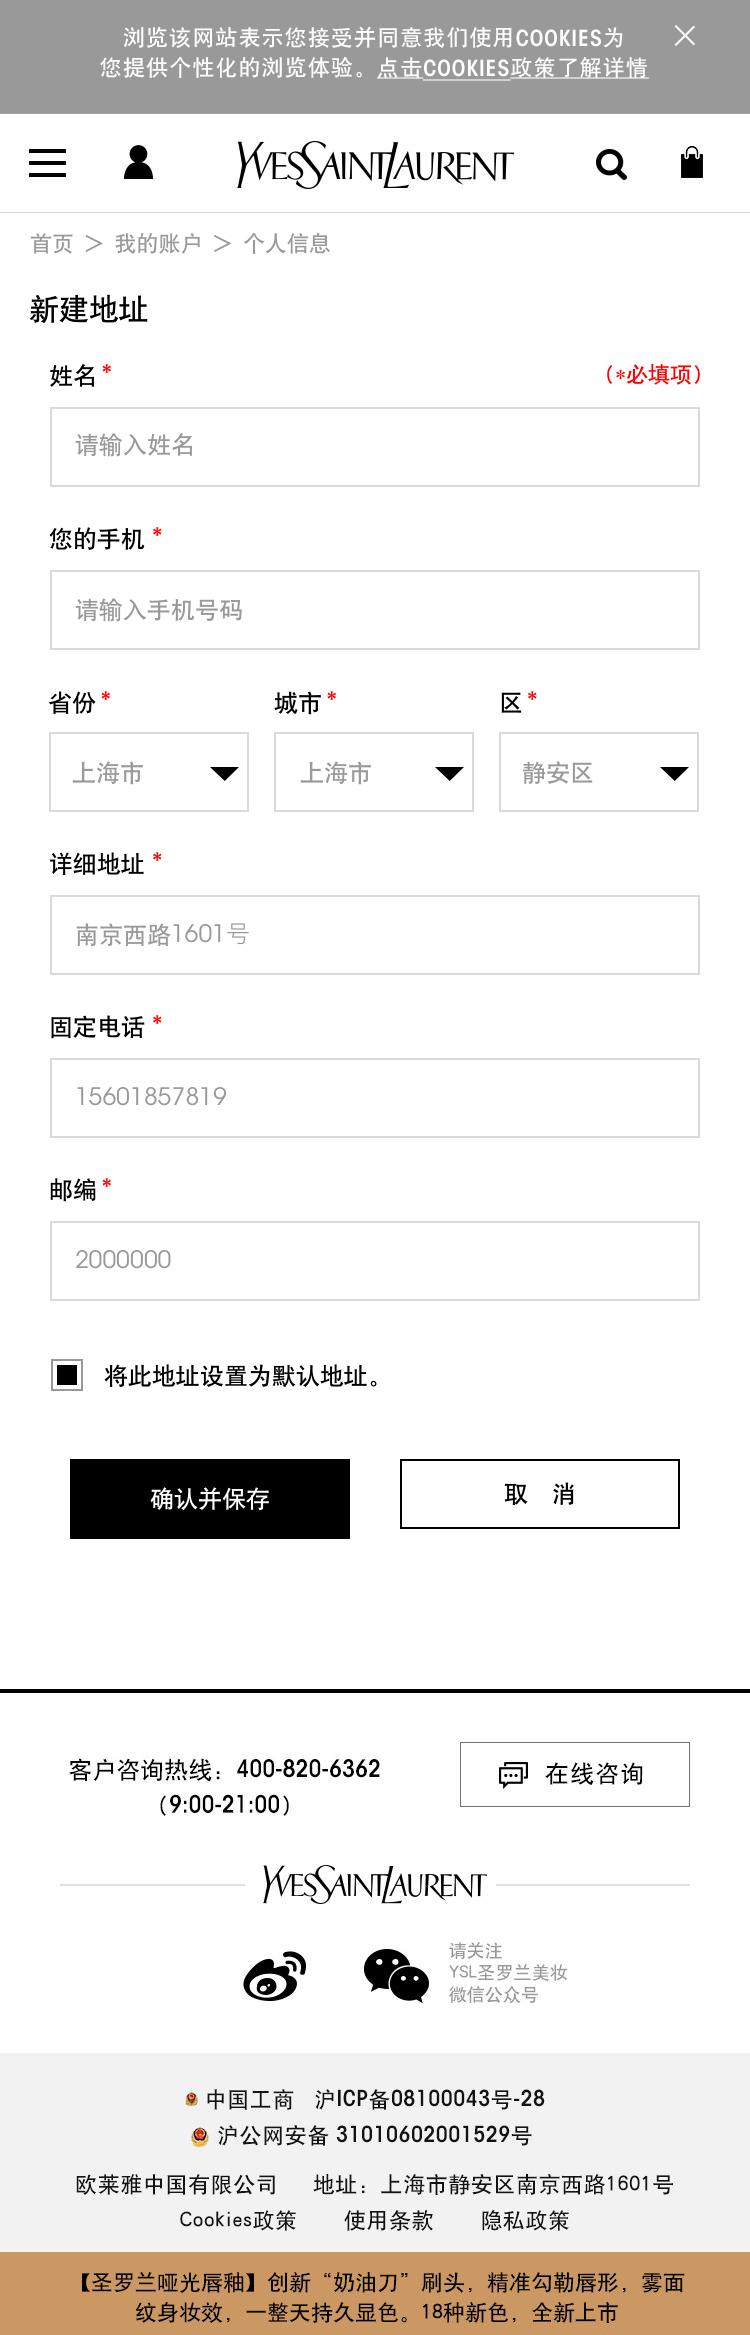 浏览该网站表示您接受并同意我们使用COOKIES为
您提供个性化的浏览体验。点击COOKIES政策了解详情
YVESSAINTLAURENT
首页 > 我的账户 > 个人信息
新建地址
姓名* （*必填项）
请输入姓名
您的手机 *
请输入手机号码
省份* 城市* 区*
上海市 上海市 静安区
详细地址 *
南京西路1601号
固定电话 *
15601857819
邮编*
2000000
将此地址设置为默认地址。
确认并保存 取 消
客户咨询热线：400-820-6362
（9:00-21:00）
在线咨询
YVESSAINTLAURENT
请关注
YSL圣罗兰美妆
微信公众号
中国工商 沪ICP备08100043号-28
沪公网安备 31010602001529号
欧莱雅中国有限公司 地址：上海市静安区南京西路1601号
Cookies政策 使用条款 隐私政策
【圣罗兰哑光唇釉】创新“奶油刀”刷头，精准勾勒唇形，雾面
纹身妆效，一整天持久显色。18种新色，全新上市